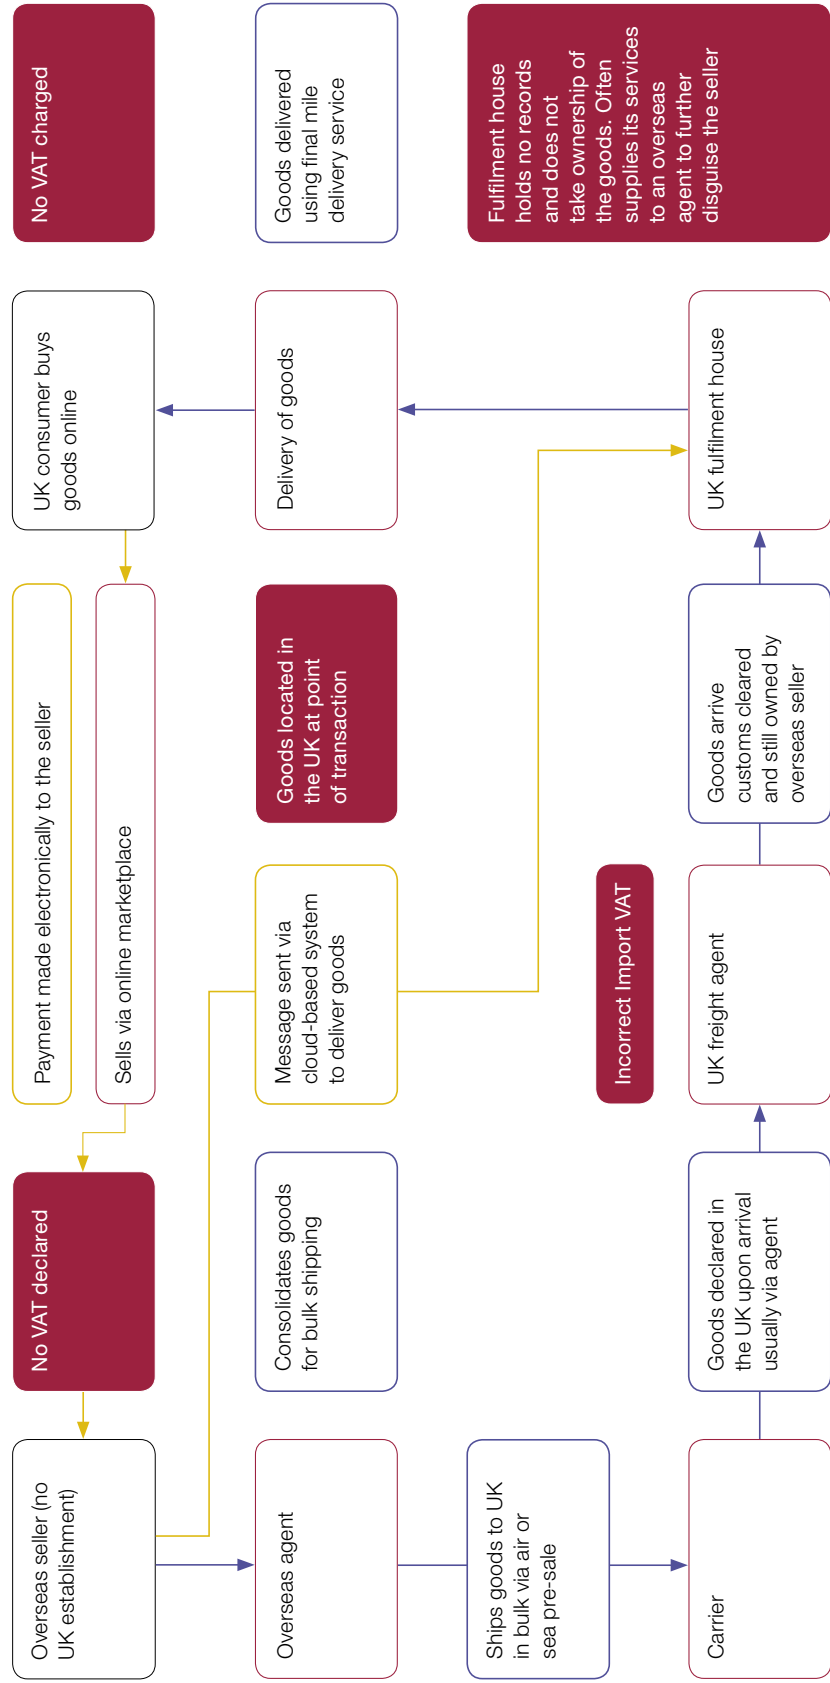 Overseas seller (no
UK establishment)
No VAT declared
Payment made electronically to the seller
Sells via online marketplace
UK consumer buys
goods online
No VAT charged
Overseas agent
Consolidates goods
for bulk shipping
Message sent via
cloud-based system
to deliver goods
Goods located in
the UK at point
of transaction
Delivery of goods
Goods delivered
using final mile
delivery service
Ships goods to UK
in bulk via air or
sea pre-sale
Incorrect Import VAT
Fulfilment house
holds no records
and does not
take ownership of
the goods. Often
supplies its services
to an overseas
agent to further
disguise the seller
Carrier
Goods declared in
the UK upon arrival
usually via agent
UK freight agent
Goods arrive
customs cleared
and still owned by
overseas seller
UK fulfilment house